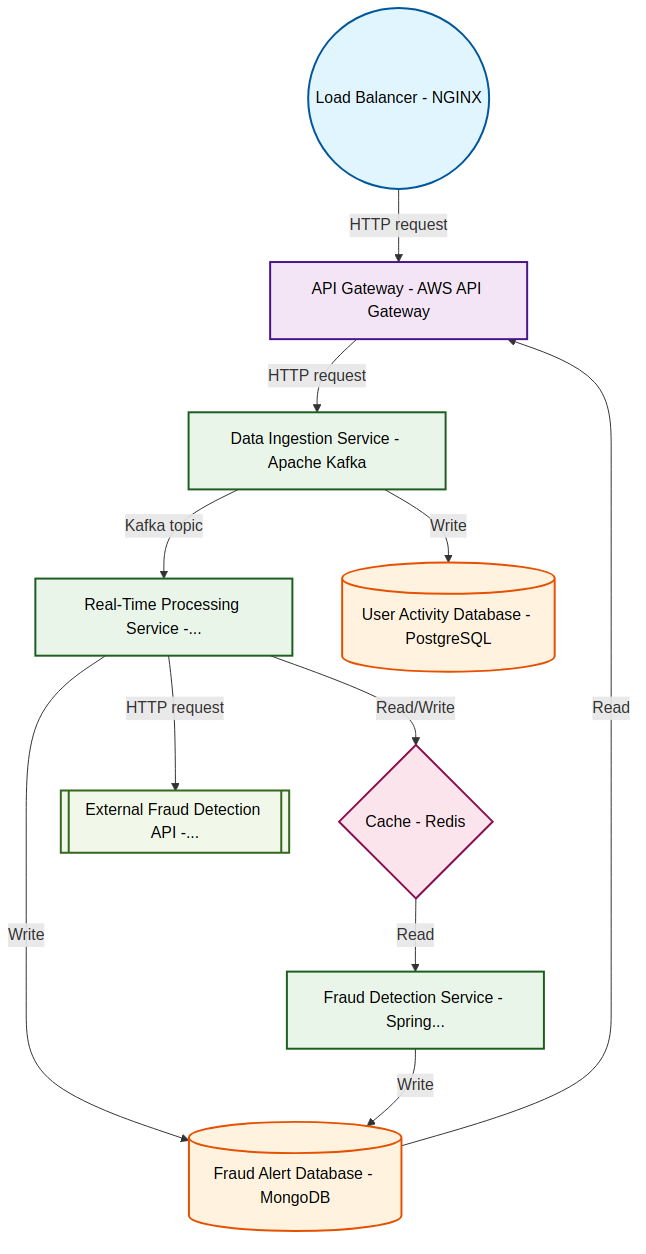 Load Balancer - NGINX
HTTP request
API Gateway - AWS API
Gateway
HTTP request
Data Ingestion Service -
Apache Kafka
Kafka topic
Write
Real-Time Processing
Service -...
User Activity Database -
PostgreSQL
HTTP request
Read/Write
Read
External Fraud Detection
API -...
Cache - Redis
Write
Read
Fraud Detection Service -
Spring...
Write
Fraud Alert Database -
MongoDB